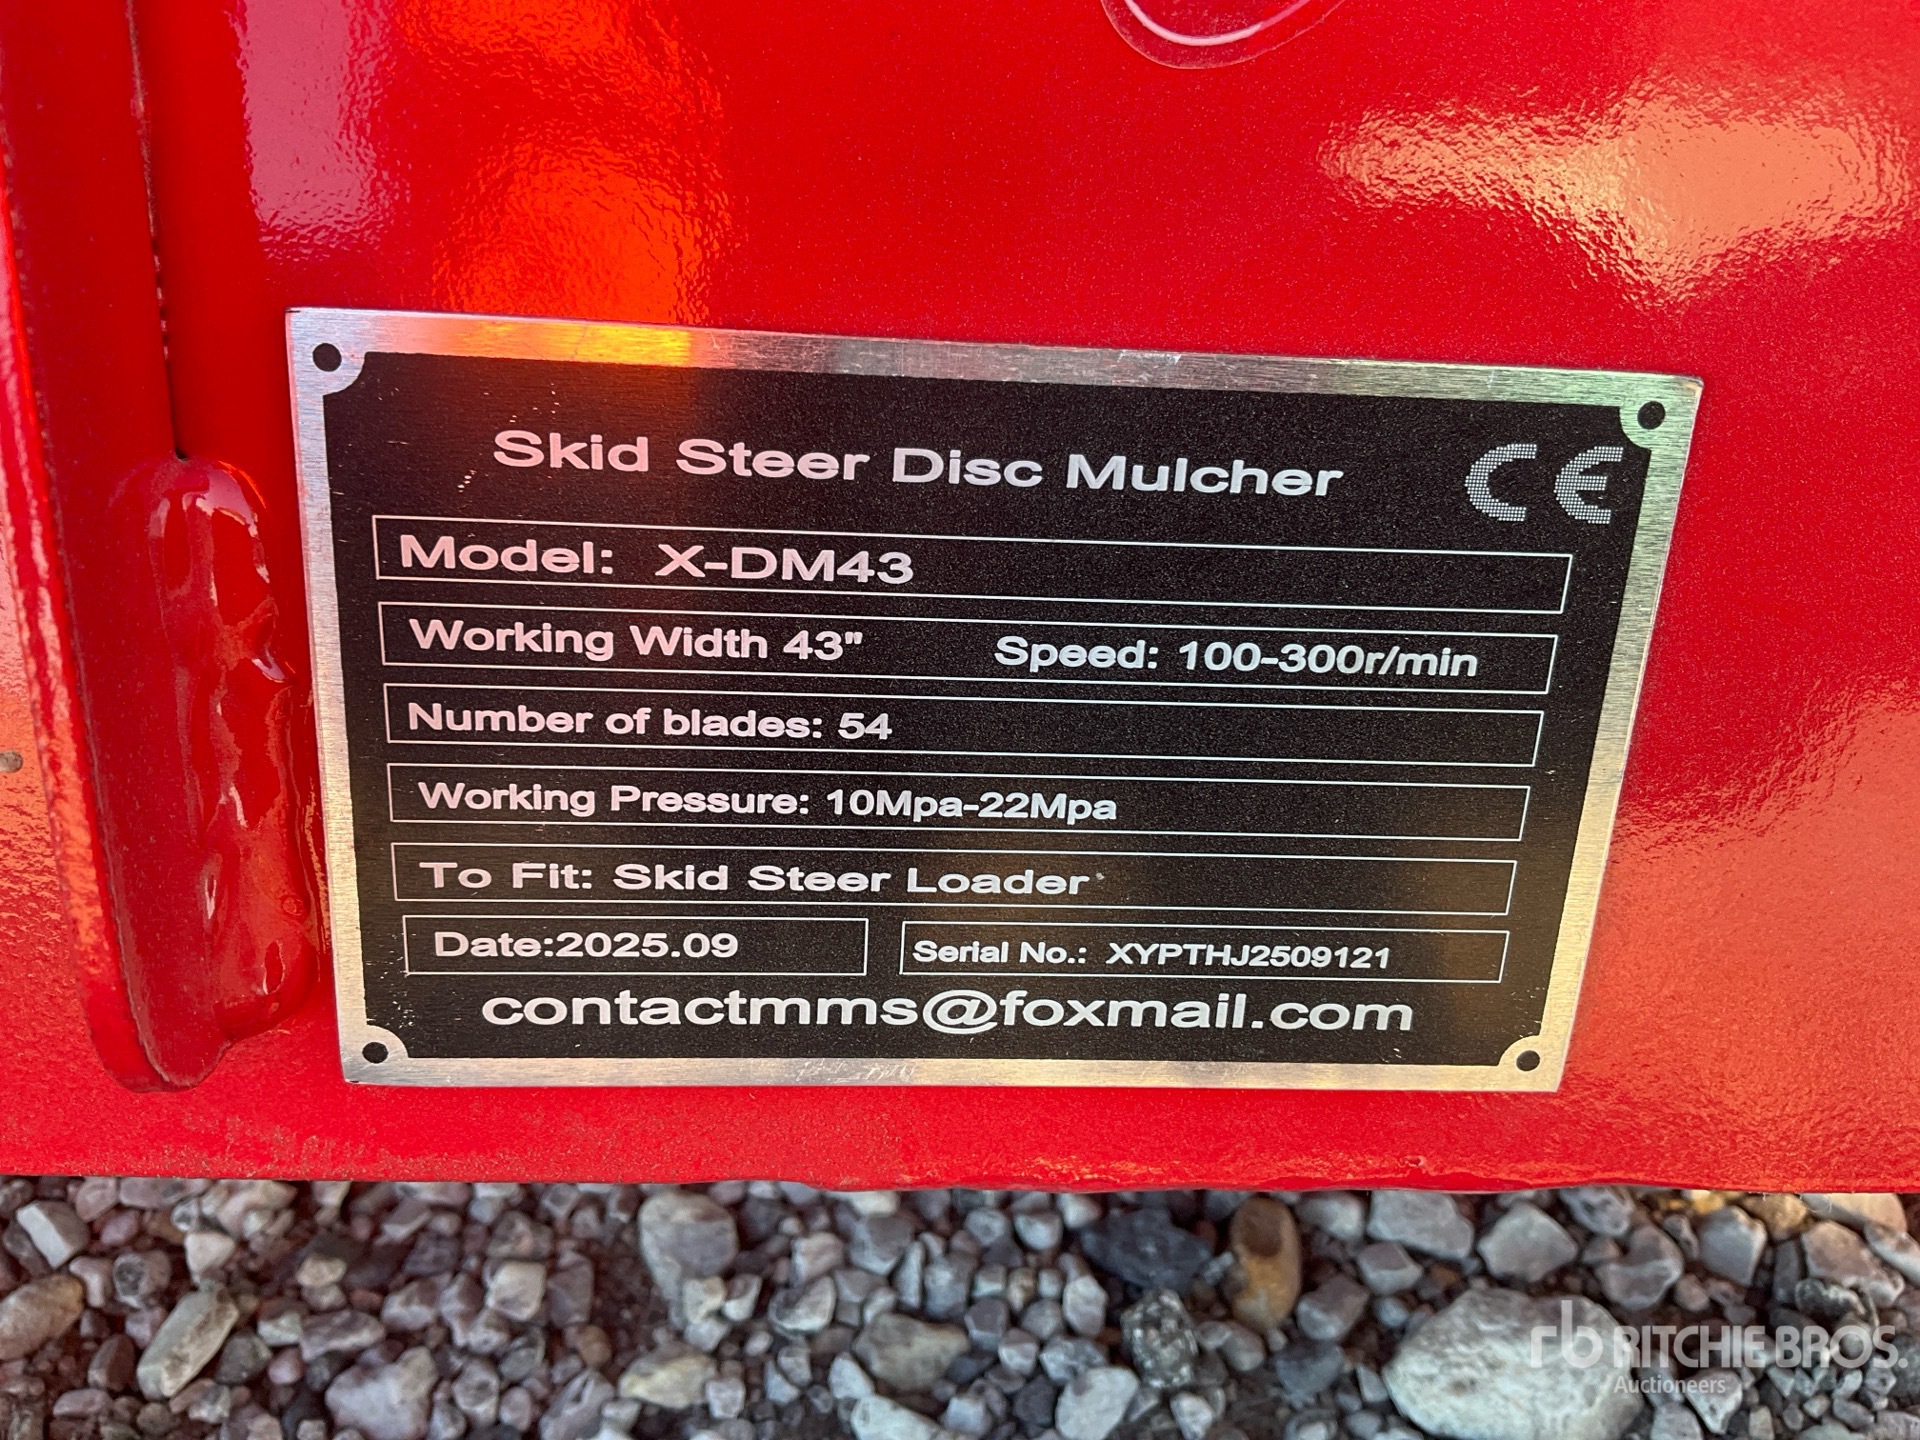 Skid Steer Disc Mulcher CE
Model: X-DM43
Working Width 43" Speed: 100-300r/min
Number of blades: 54
Working Pressure: 10Mpa-22Mpa
To Fit: Skid Steer Loader
Date:2025.09 Serial No.: XYPTHJ2509121
contactmms@foxmail.com
rb RITCHIE BROS.
Auctioneers